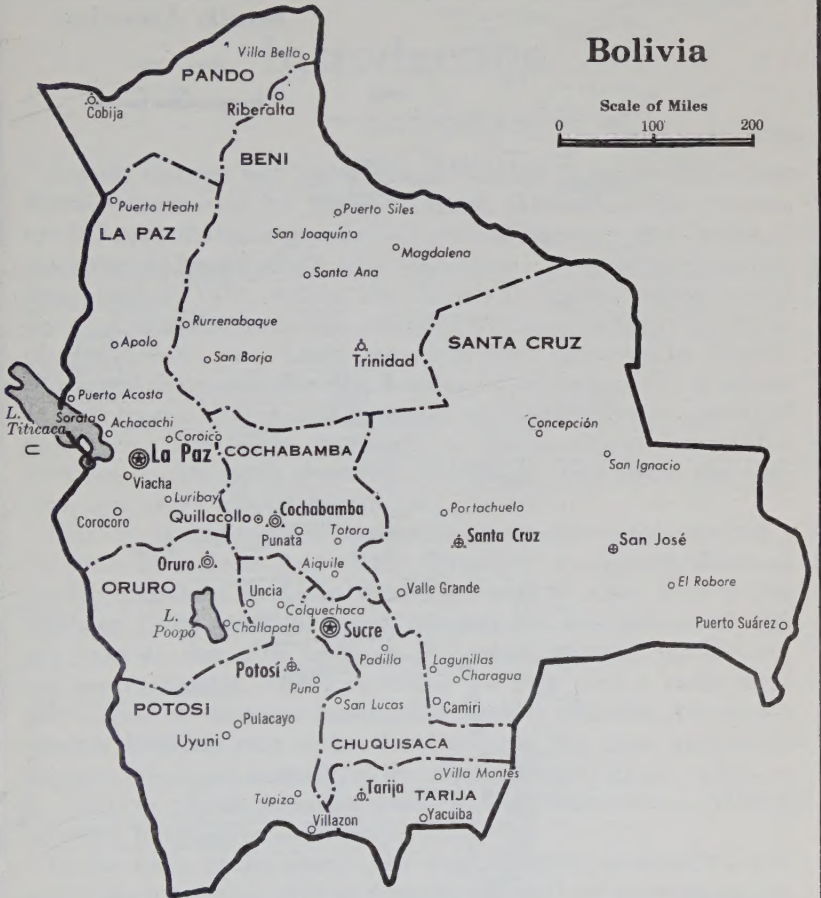 Bolivia
Scale of Miles
0 100 200
Villa Bella
PANDO
Cobija
Riberalta
BENI
Puerto Heaht
LA PAZ
Puerto Siles
San Joaquín
Magdalena
Santa Ana
Rurrenabaque
Apolo
San Borja
Trinidad
SANTA CRUZ
Puerto Acosta
L.
Titicaca
Sorata
Achacachi
Coroico
La Paz
COCHABAMBA
Concepción
San Ignacio
Viacha
Luribay
Corocoro
Quillacollo
Cochabamba
Punata
Totora
Portachuelo
Santa Cruz
San José
Oruro
Aiquile
ORURO
Uncia
Colquechaca
Valle Grande
El Robore
L.
Poopó
Challapata
Sucre
Puerto Suárez
Potosí
Padilla
Lagunillas
Charagua
Puna
POTOSI
San Lucas
Camiri
Pulacayo
Uyuni
CHUQUISACA
Villa Montes
Tupiza
Tarija
TARIJA
Villazon
Yacuiba